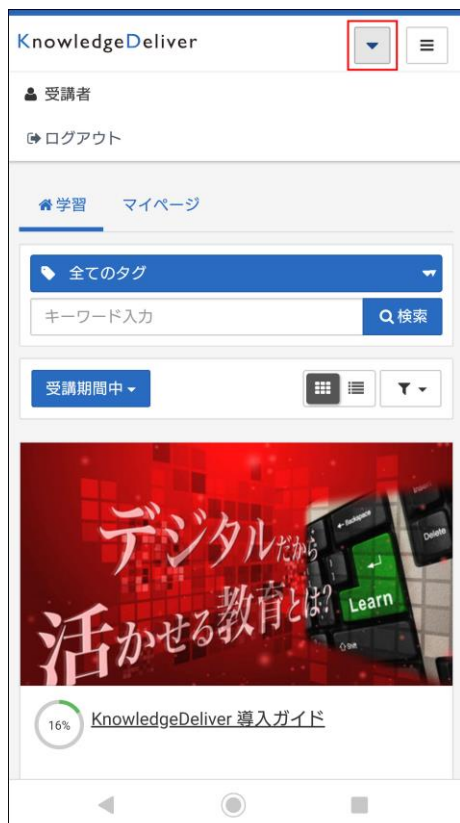 KnowledgeDeliver
受講者
ログアウト
学習 マイページ
全てのタグ
キーワード入力 検索
受講期間中
デジタルだから
活かせる教育とは?
← Backspace
Delete
Learn
16% KnowledgeDeliver 導入ガイド